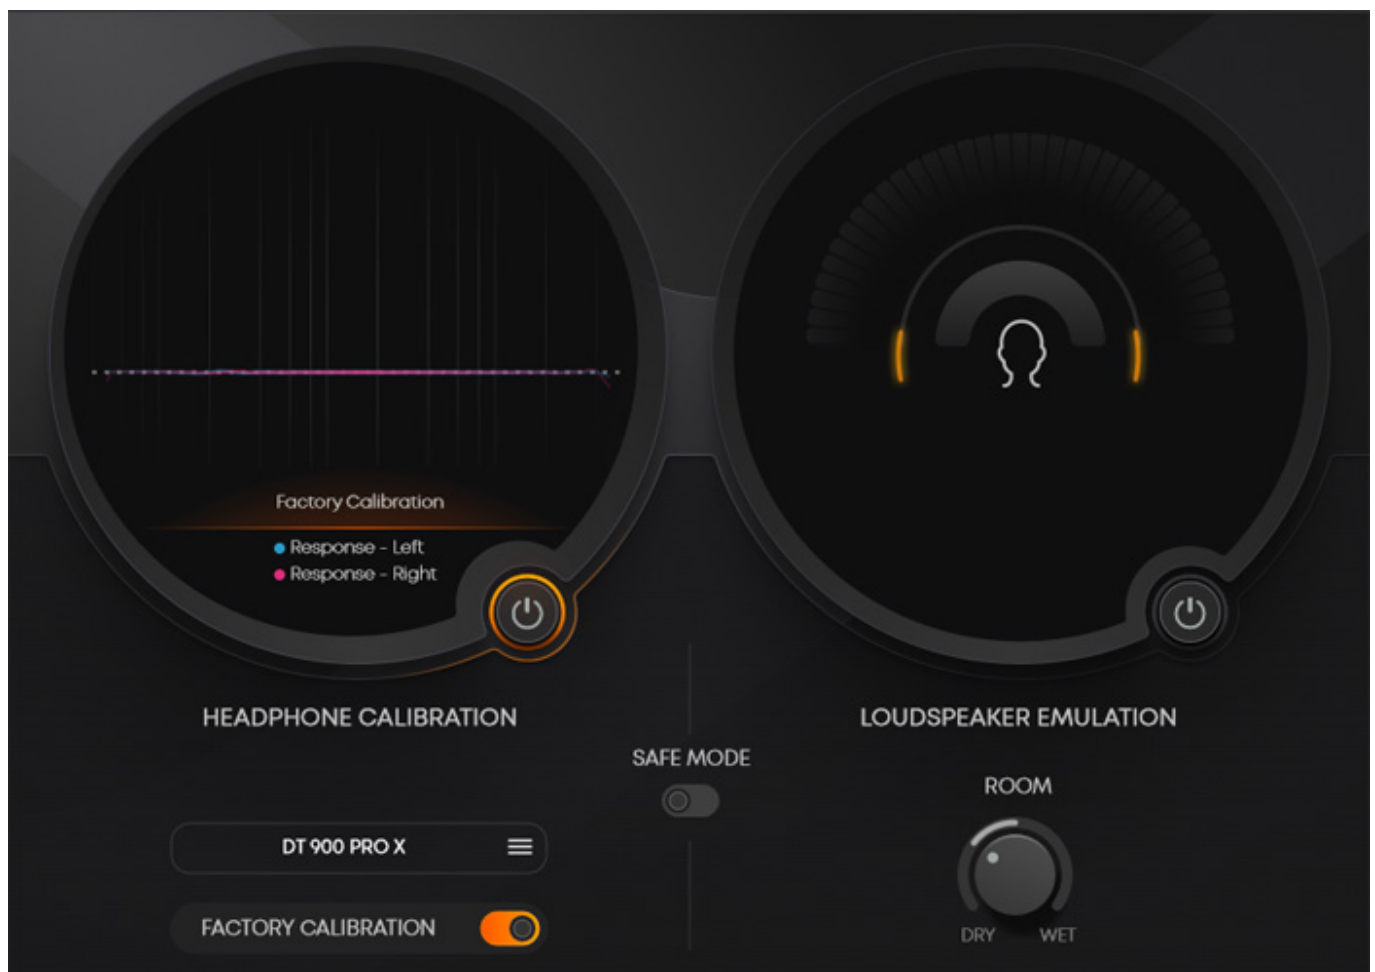 Factory Calibration
Response - Left
Response - Right
HEADPHONE CALIBRATION
DT 900 PRO X
FACTORY CALIBRATION
SAFE MODE
LOUDSPEAKER EMULATION
ROOM
DRY WET